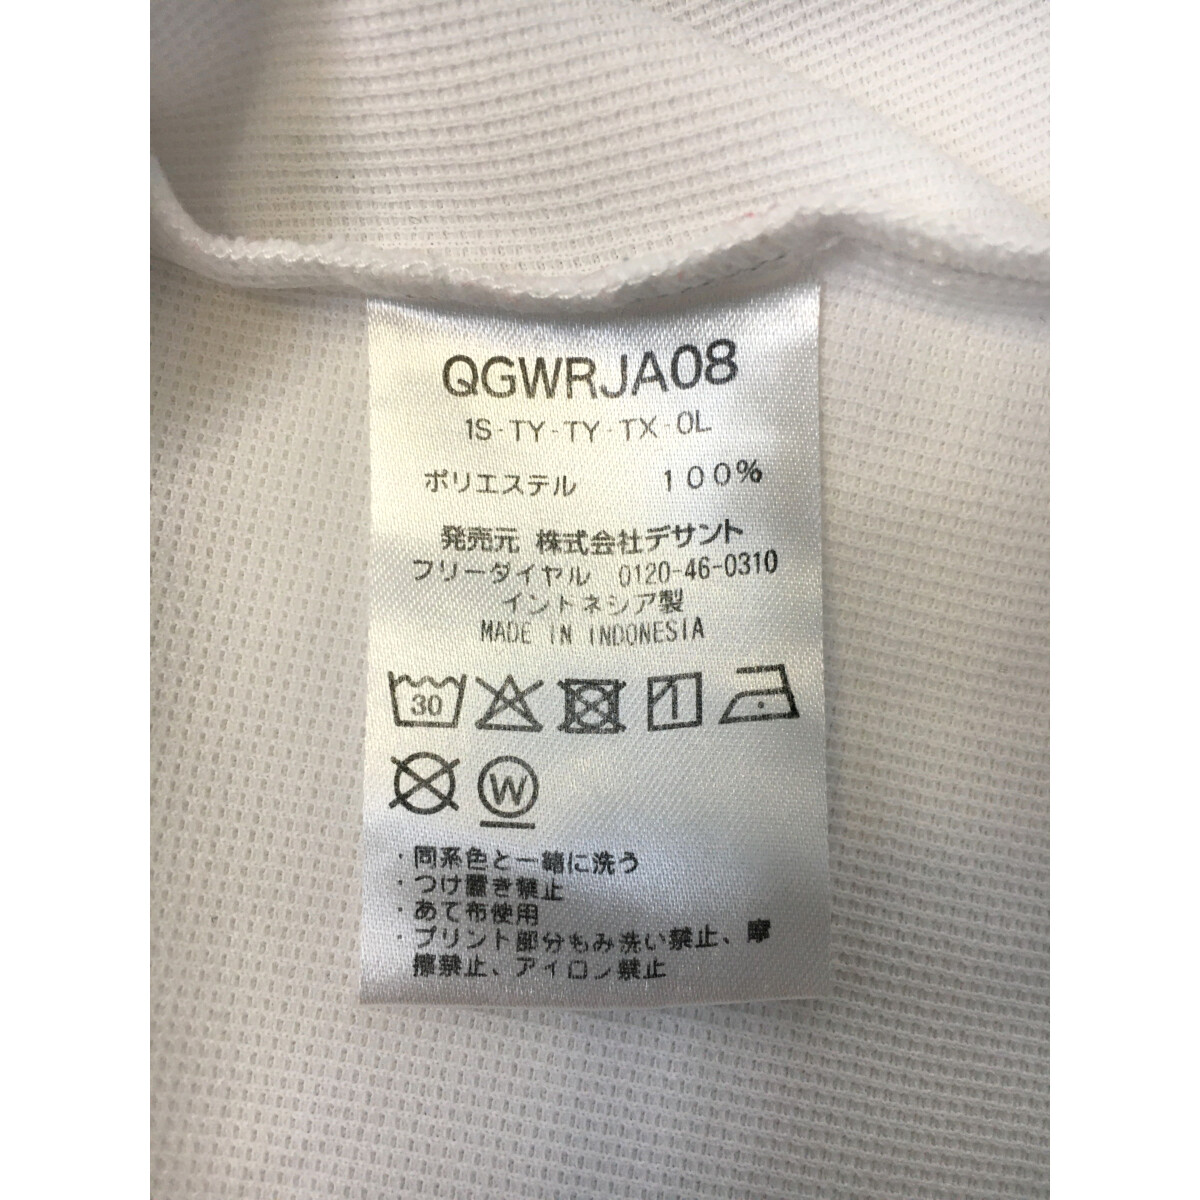 QGWRJA08
1S-TY-TY-TX-OL
ポリエステル 100%
発売元 株式会社デサント
フリーダイヤル 0120-46-0310
インドネシア製
MADE IN INDONESIA
30
W
・同系色と一緒に洗う
・つけ置き禁止
・あて布使用
・プリント部分もみ洗い禁止、摩
擦禁止、アイロン禁止